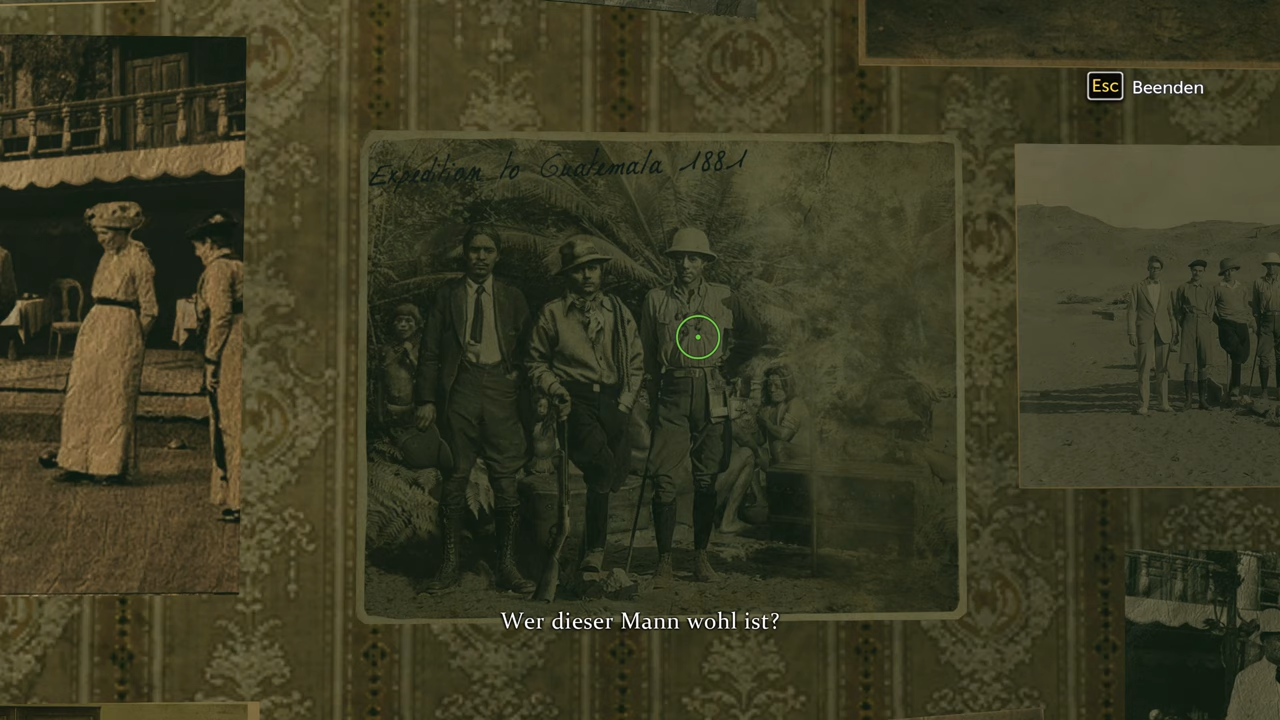 Esc Beenden
Expedition to Guatemala 1881
Wer dieser Mann wohl ist?